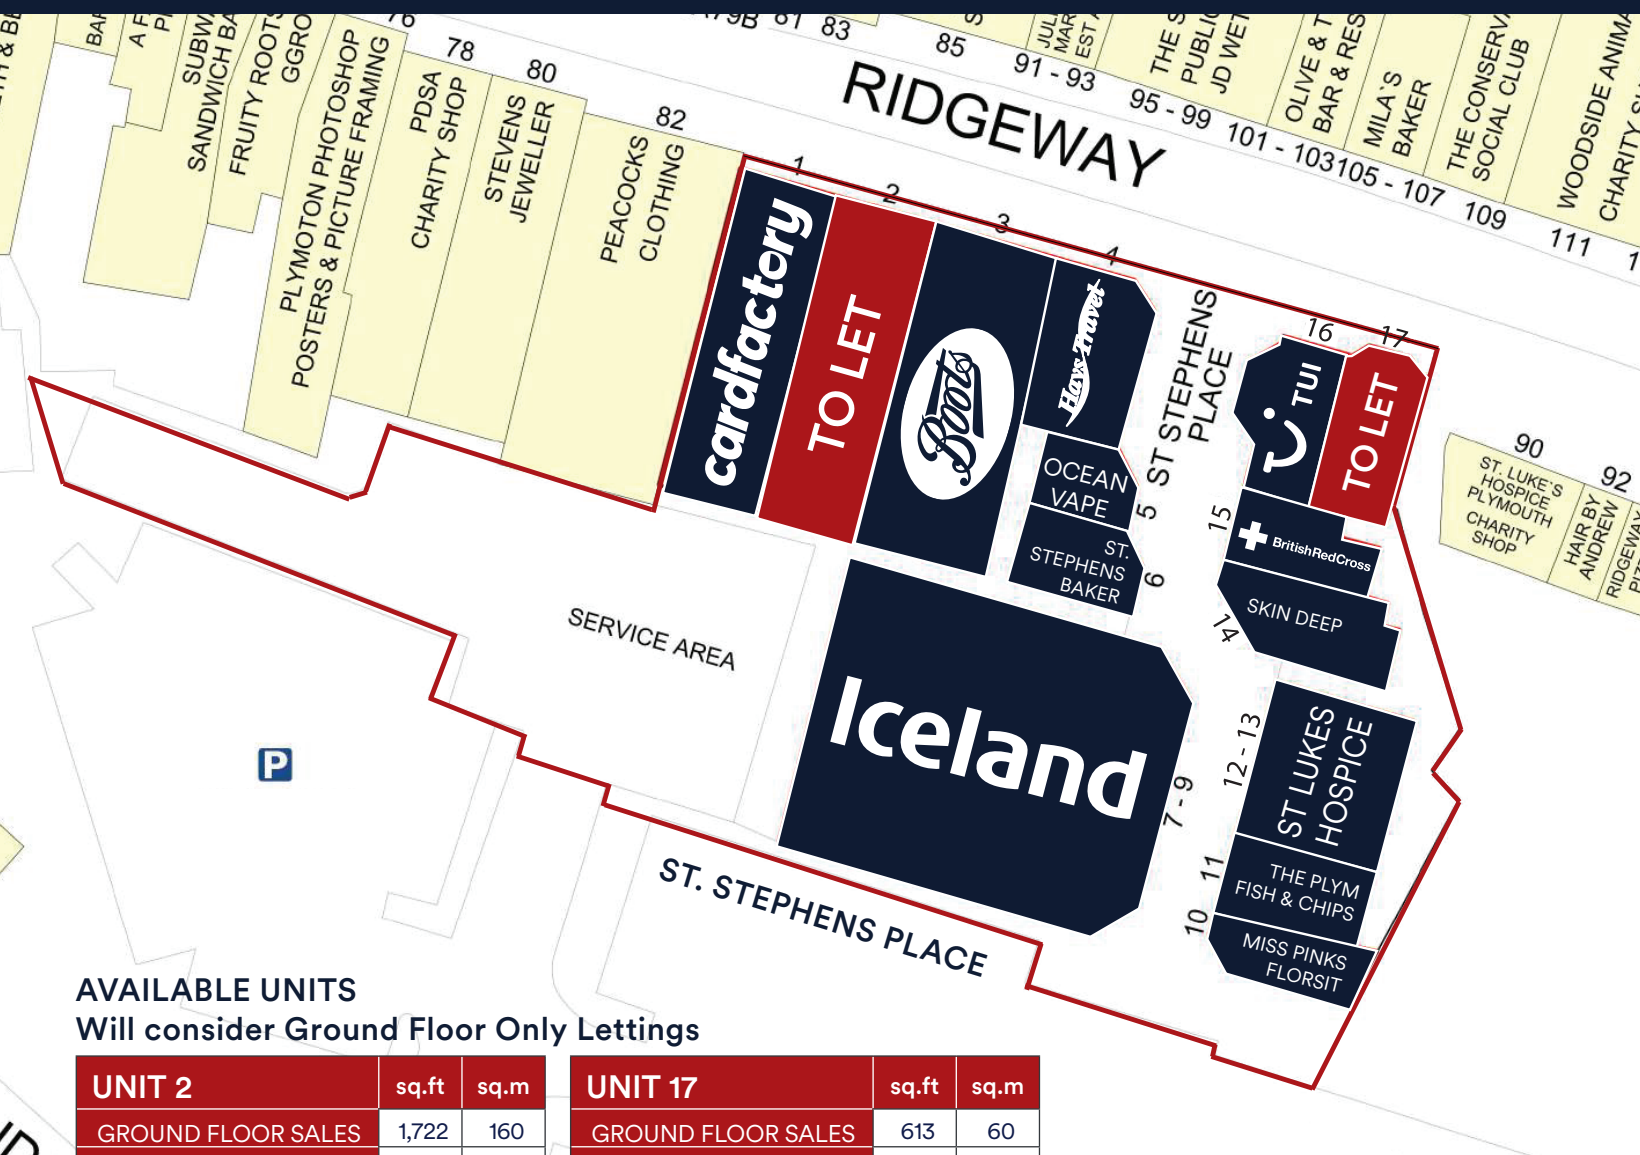 SUBW
SANDWICH BA
FRUITY ROOTS
GGRO
PLYMOTON PHOTOSHOP
POSTERS & PICTURE FRAMING
78
PDSA
CHARITY SHOP
80
STEVENS
JEWELLER
82
PEACOCKS
CLOTHING
83
85
91 - 93
95 - 99
101 - 103
105 - 107
109
111
THE S
PUBLIC
JD WET
OLIVE & T
BAR & RES
MILA`S
BAKER
THE CONSERV
SOCIAL CLUB
WOODSIDE ANIMA
CHARITY SH
RIDGEWAY
1
2
3
4
cardfactory
TO LET
Boots
Hays Travel
ST STEPHENS
PLACE
16
17
TUI
TO LET
OCEAN
VAPE
5
ST.
STEPHENS
BAKER
6
15
BritishRedCross
SKIN DEEP
14
90
ST. LUKE`S
HOSPICE
PLYMOUTH
CHARITY
SHOP
92
HAIR BY
ANDREW
RIDGEWAY
SERVICE AREA
P
Iceland
7 - 9
12 - 13
ST LUKES
HOSPICE
11
THE PLYM
FISH & CHIPS
10
MISS PINKS
FLORSIT
ST. STEPHENS PLACE
AVAILABLE UNITS
Will consider Ground Floor Only Lettings
UNIT 2 sq.ft sq.m
GROUND FLOOR SALES 1,722 160
UNIT 17 sq.ft sq.m
GROUND FLOOR SALES 613 60